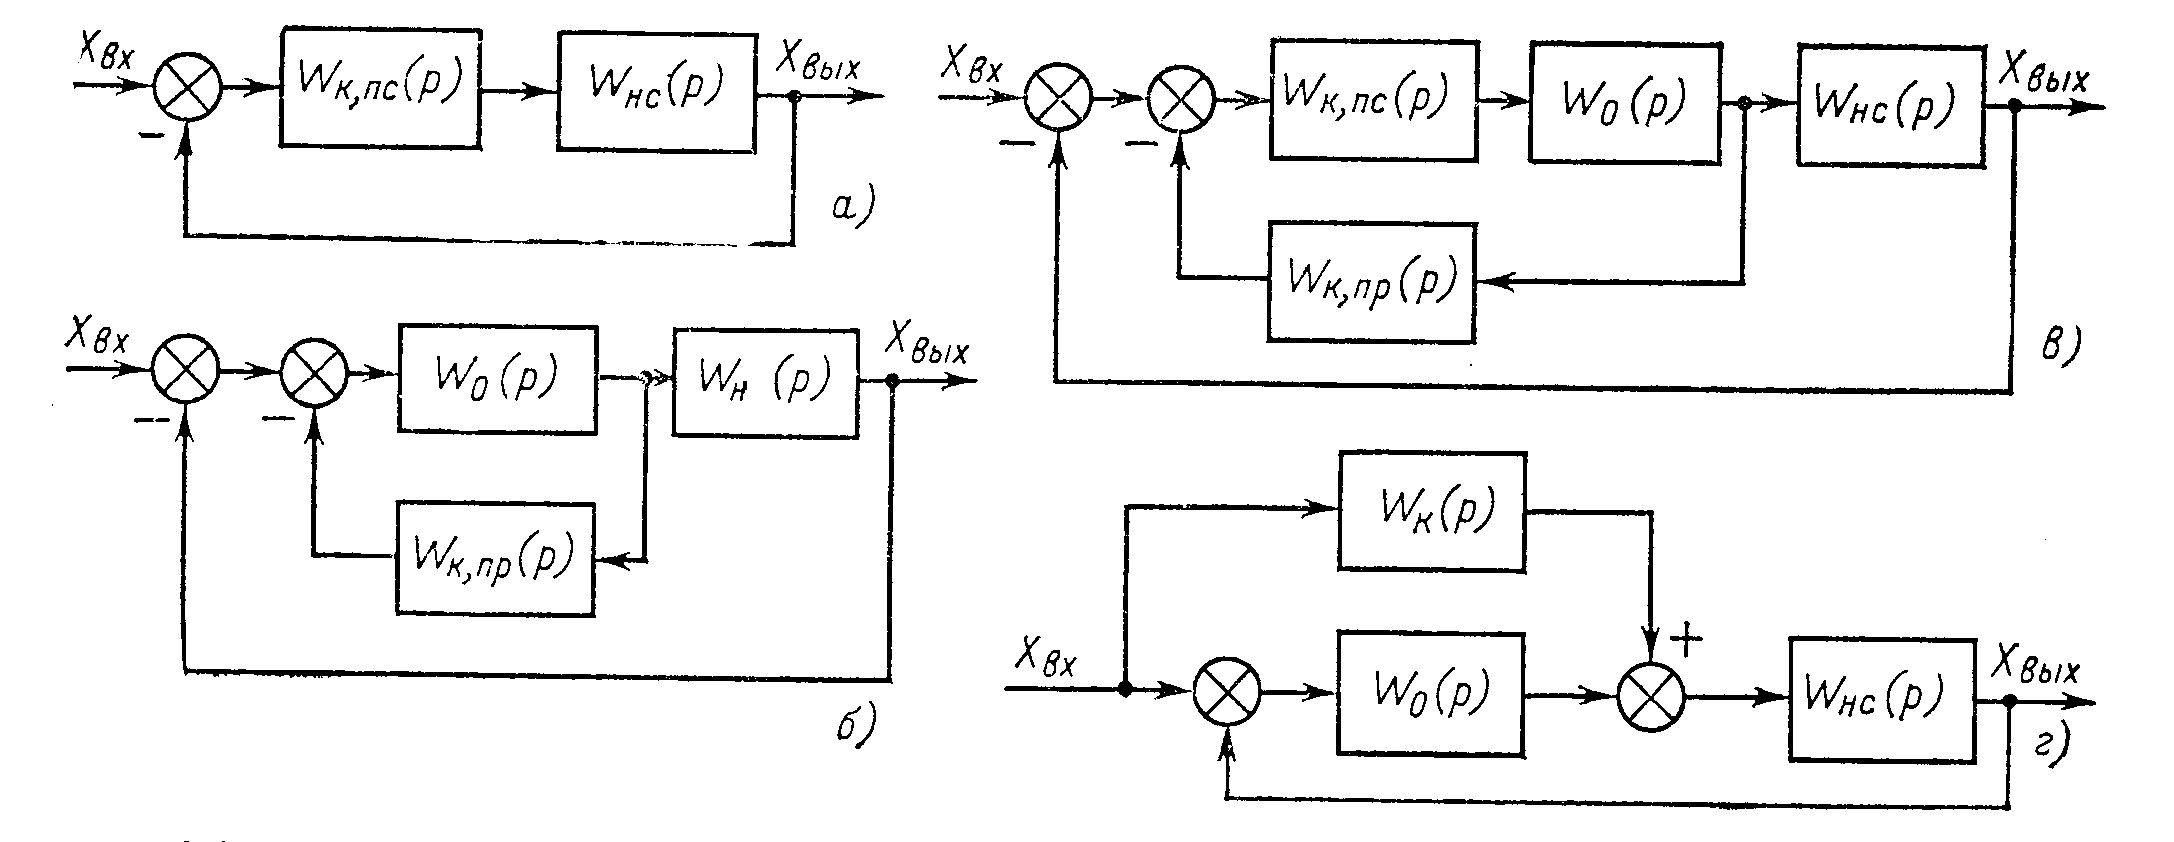 Xвх
Wк,пс(p)
Wнс(p)
Xвых
−
а)
Xвх
Wк,пс(p)
W0(p)
Wнс(p)
Xвых
−
−
Wк,пр(p)
в)
Xвх
W0(p)
Wн (p)
Xвых
−
−
Wк,пр(p)
б)
Wк(p)
Xвх
+
W0(p)
Wнс(p)
Xвых
г)